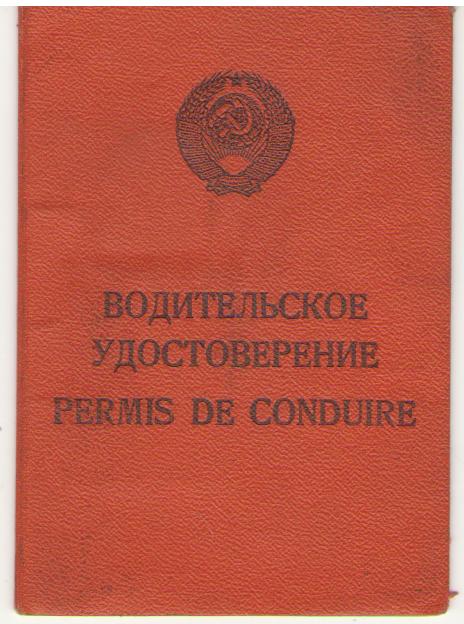 ВОДИТЕЛЬСКОЕ
УДОСТОВЕРЕНИЕ
PERMIS DE CONDUIRE